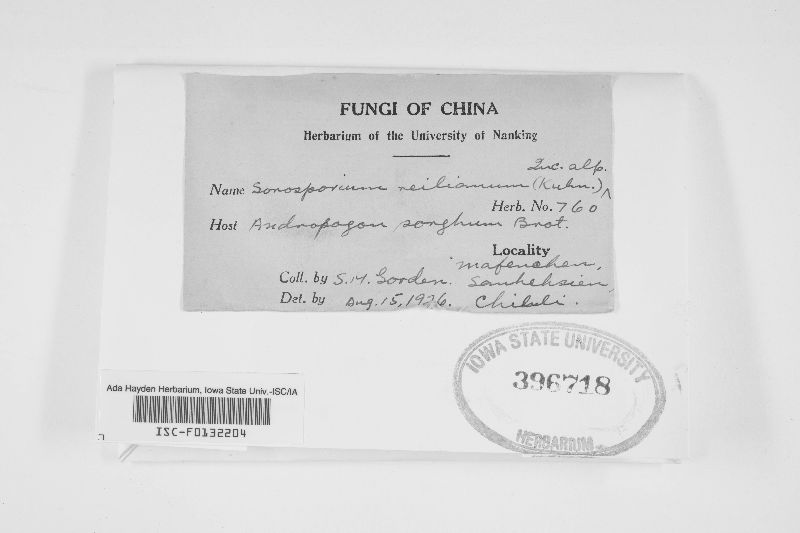 FUNGI OF CHINA
Herbarium of the University of Nanking
Inc. alp.
Name Sorosporium reilianum (Kuhn.) ^
Herb. No. 760
Host Andropogon sorghum Brot.
Locality
Mafenchen,
Coll. by S.M. Gorden. Sanhehsien,
Det. by Aug. 15, 1926. Chihli.
IOWA STATE UNIVERSITY
396718
HERBARIUM
Ada Hayden Herbarium, Iowa State Univ.-ISC/IA
ISC-F0132204